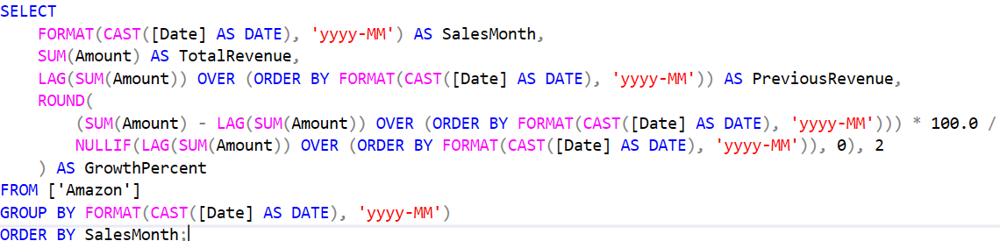 SELECT
    FORMAT(CAST([Date] AS DATE), 'yyyy-MM') AS SalesMonth,
    SUM(Amount) AS TotalRevenue,
    LAG(SUM(Amount)) OVER (ORDER BY FORMAT(CAST([Date] AS DATE), 'yyyy-MM')) AS PreviousRevenue,
    ROUND(
        (SUM(Amount) - LAG(SUM(Amount)) OVER (ORDER BY FORMAT(CAST([Date] AS DATE), 'yyyy-MM'))) * 100.0 /
        NULLIF(LAG(SUM(Amount)) OVER (ORDER BY FORMAT(CAST([Date] AS DATE), 'yyyy-MM')), 0), 2
    ) AS GrowthPercent
FROM ['Amazon']
GROUP BY FORMAT(CAST([Date] AS DATE), 'yyyy-MM')
ORDER BY SalesMonth;